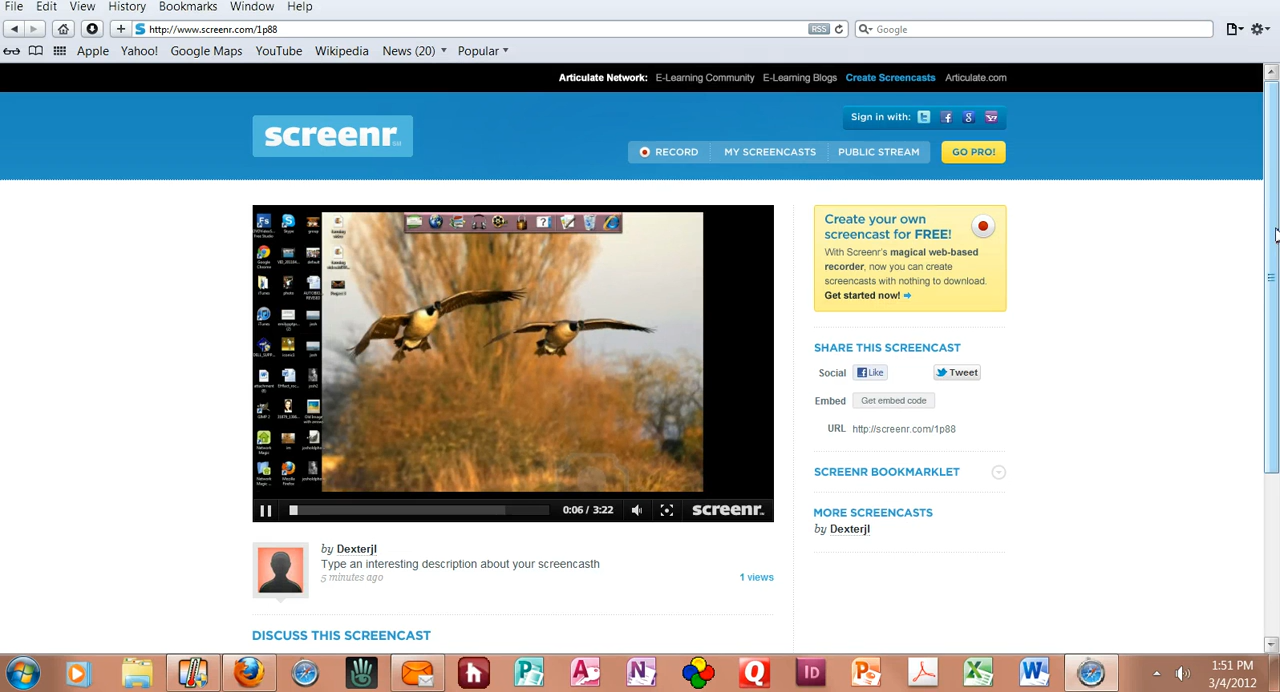 File Edit View History Bookmarks Window Help
http://www.screenr.com/1p88 RSS Google
Apple Yahoo! Google Maps YouTube Wikipedia News (20) Popular
Articulate Network: E-Learning Community E-Learning Blogs Create Screencasts Articulate.com
Sign in with:
screenr
RECORD MY SCREENCASTS PUBLIC STREAM GO PRO!
Create your own
screencast for FREE!
With Screenr's magical web-based
recorder, now you can create
screencasts with nothing to download.
Get started now!
SHARE THIS SCREENCAST
Social Like Tweet
Embed Get embed code
URL http://screenr.com/1p88
SCREENR BOOKMARKLET
MORE SCREENCASTS
by Dexterjl
0:06 / 3:22 screenr
by Dexterjl
Type an interesting description about your screencasth
5 minutes ago
1 views
DISCUSS THIS SCREENCAST
1:51 PM
3/4/2012